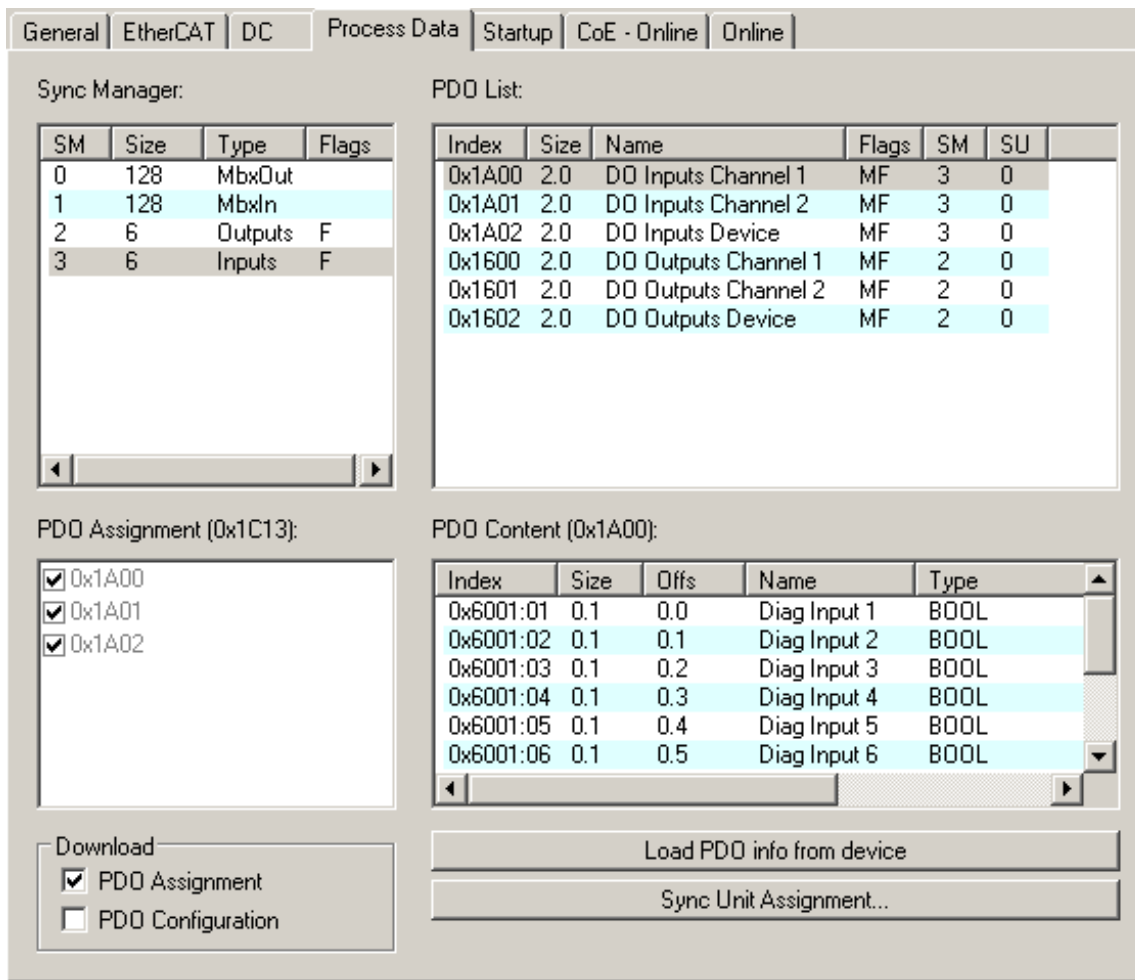 General EtherCAT DC Process Data Startup CoE - Online Online
Sync Manager:
SM Size Type Flags
0 128 MbxOut
1 128 MbxIn
2 6 Outputs F
3 6 Inputs F
PDO List:
Index Size Name Flags SM SU
0x1A00 2.0 DO Inputs Channel 1 MF 3 0
0x1A01 2.0 DO Inputs Channel 2 MF 3 0
0x1A02 2.0 DO Inputs Device MF 3 0
0x1600 2.0 DO Outputs Channel 1 MF 2 0
0x1601 2.0 DO Outputs Channel 2 MF 2 0
0x1602 2.0 DO Outputs Device MF 2 0
PDO Assignment (0x1C13):
0x1A00
0x1A01
0x1A02
PDO Content (0x1A00):
Index Size Offs Name Type
0x6001:01 0.1 0.0 Diag Input 1 BOOL
0x6001:02 0.1 0.1 Diag Input 2 BOOL
0x6001:03 0.1 0.2 Diag Input 3 BOOL
0x6001:04 0.1 0.3 Diag Input 4 BOOL
0x6001:05 0.1 0.4 Diag Input 5 BOOL
0x6001:06 0.1 0.5 Diag Input 6 BOOL
Download
PDO Assignment
PDO Configuration
Load PDO info from device
Sync Unit Assignment...